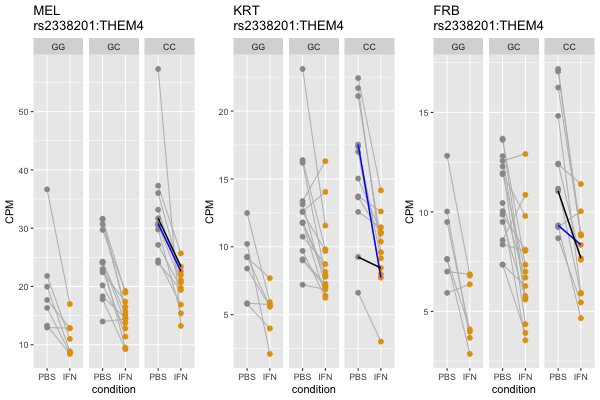 MEL
rs2338201:THEM4
GG GC CC
50
40
30
20
10
CPM
PBS IFN PBS IFN PBS IFN
condition
KRT
rs2338201:THEM4
GG GC CC
20
15
10
5
CPM
PBS IFN PBS IFN PBS IFN
condition
FRB
rs2338201:THEM4
GG GC CC
15
10
5
CPM
PBS IFN PBS IFN PBS IFN
condition